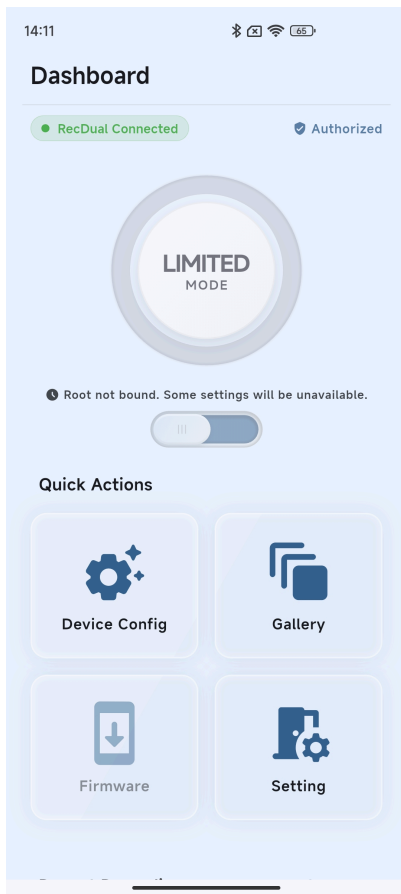 14:11
65
Dashboard
RecDual Connected
Authorized
LIMITED
MODE
Root not bound. Some settings will be unavailable.
Quick Actions
Device Config
Gallery
Firmware
Setting